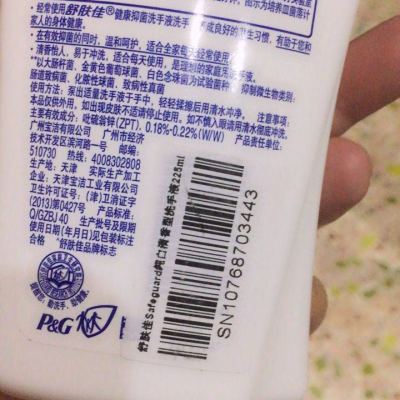 图示为培养皿菌落计
·经常使用舒肤佳®健康抑菌洗手液洗手
成良好的卫生习惯,有助于您和
家人的身体健康。
·在有效抑菌的同时,温和呵护,适合全家每天经常使用
·清香怡人,易于冲洗,适合每天使用,是理想的家庭洗手液。
*以大肠杆菌、金黄色葡萄球菌、白色念珠菌为试验菌种 抑制微生物类别:
肠道致病菌、化脓性球菌、致病性真菌
使用方法:泵出适量洗手液于手中,轻轻揉擦后用清水冲净。 注意事项:
本品仅供外用,如出现皮肤不适请停止使用。如不慎入眼请用清水彻底冲洗。
主要有效成分:吡硫翁锌(ZPT),0.18%-0.22%(W/W) 产品责任单位:
广州宝洁有限公司 广州市经济
技术开发区滨河路一号
510730 热线:4008302808
生产地:天津 实际生产加工
企业:天津宝洁工业有限公司
卫生许可证号:(津)卫消证字
(2013)第0427号 产品标准:
Q/GZBJ 40 生产批号及限期
使用日期(年月日)见包装标注
合格 *舒肤佳品牌标志
勤洗手,助健康。
P&G
舒肤佳Safeguard纯白清香型洗手液225ml
SN10768703443